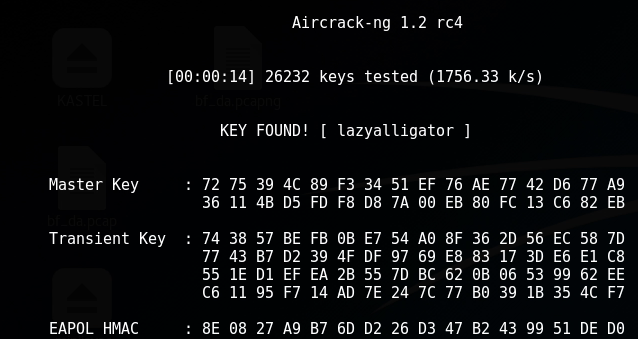 Aircrack-ng 1.2 rc4
[00:00:14] 26232 keys tested (1756.33 k/s)
KASTEL
bf...da.pcapng
KEY FOUND! [ lazyalligator ]
Master Key : 72 75 39 4C 89 F3 34 51 EF 76 AE 77 42 D6 77 A9
36 11 4B D5 FD F8 D8 7A 00 EB 80 FC 13 C6 82 EB
bf...da.pcap
Transient Key : 74 38 57 BE FB 0B E7 54 A0 8F 36 2D 56 EC 58 7D
77 43 B7 D2 39 4F DF 97 69 E8 83 17 3D E6 E1 C8
55 1E D1 EF EA 2B 55 7D BC 62 0B 06 53 99 62 EE
C6 11 95 F7 14 AD 7E 24 7C 77 B0 39 1B 35 4C F7
EAPOL HMAC : 8E 08 27 A9 B7 6D D2 26 D3 47 B2 43 99 51 DE D0